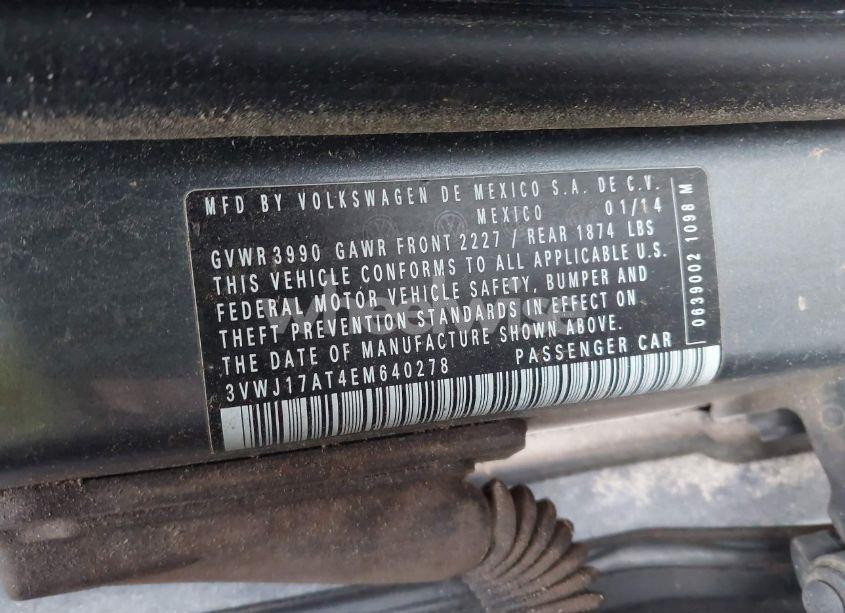 MFD BY VOLKSWAGEN DE MEXICO S.A. DE C.V.
MEXICO 01/14
GVWR 3990 GAWR FRONT 2227 / REAR 1874 LBS
THIS VEHICLE CONFORMS TO ALL APPLICABLE U.S.
FEDERAL MOTOR VEHICLE SAFETY, BUMPER AND
THEFT PREVENTION STANDARDS IN EFFECT ON
THE DATE OF MANUFACTURE SHOWN ABOVE.
3VWJ17AT4EM640278 PASSENGER CAR
0639002 1098 M
wheelwise